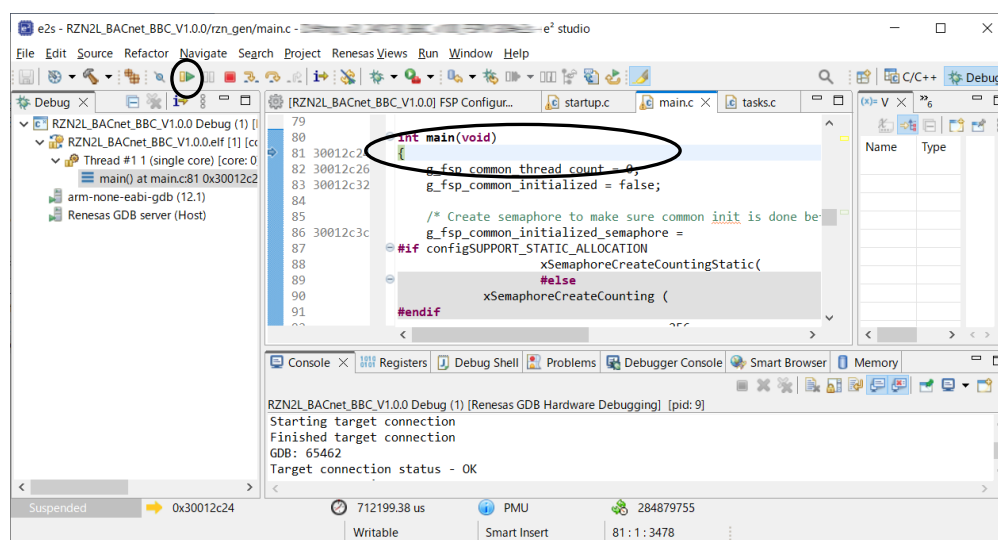 e2s - RZN2L_BACnet_BBC_V1.0.0/rzn_gen/main.c - e² studio
File Edit Source Refactor Navigate Search Project Renesas Views Run Window Help
C/C++ Debug
Debug
RZN2L_BACnet_BBC_V1.0.0 Debug (1) [
RZN2L_BACnet_BBC_V1.0.0.elf [1] [co
Thread #1 1 (single core) [core: 0
main() at main.c:81 0x30012c2
arm-none-eabi-gdb (12.1)
Renesas GDB server (Host)
[RZN2L_BACnet_BBC_V1.0.0] FSP Configur... startup.c main.c tasks.c
79
80 int main(void)
81 30012c24 {
82 30012c26 g_fsp_common_thread_count = 0;
83 30012c32 g_fsp_common_initialized = false;
84
85 /* Create semaphore to make sure common init is done be
86 30012c3c g_fsp_common_initialized_semaphore =
87 #if configSUPPORT_STATIC_ALLOCATION
88 xSemaphoreCreateCountingStatic(
89 #else
90 xSemaphoreCreateCounting (
91 #endif
92 256
(x)= V »6
Name Type
Console Registers Debug Shell Problems Debugger Console Smart Browser Memory
RZN2L_BACnet_BBC_V1.0.0 Debug (1) [Renesas GDB Hardware Debugging] [pid: 9]
Starting target connection
Finished target connection
GDB: 65462
Target connection status - OK
Suspended 0x30012c24 712199.38 us PMU 284879755
Writable Smart Insert 81 : 1 : 3478